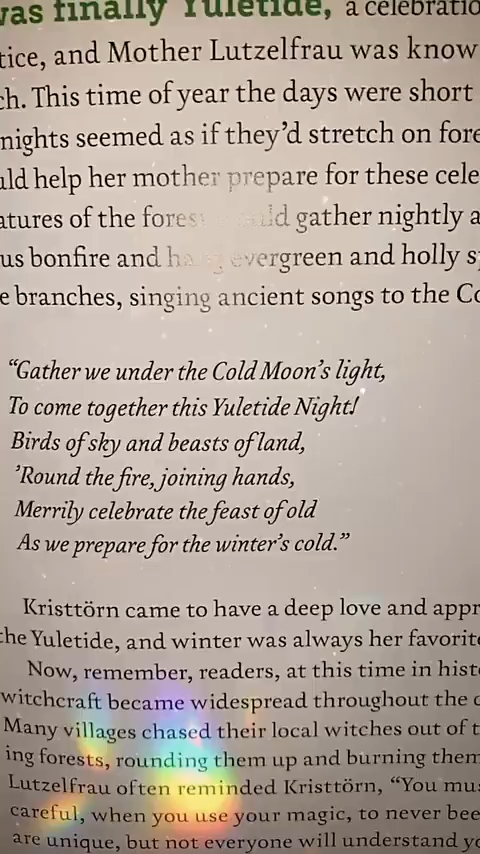 was finally Yuletide, a celebratio
tice, and Mother Lutzelfrau was know
ch. This time of year the days were short
nights seemed as if they'd stretch on fore
uld help her mother prepare for these cele
atures of the fores ld gather nightly a
us bonfire and evergreen and holly s
e branches, singing ancient songs to the Co
“Gather we under the Cold Moon's light,
To come together this Yuletide Night!
Birds of sky and beasts of land,
'Round the fire, joining hands,
Merrily celebrate the feast of old
As we prepare for the winter's cold.”
Kristtörn came to have a deep love and appr
the Yuletide, and winter was always her favorite
Now, remember, readers, at this time in hist
witchcraft became widespread throughout the c
Many villages chased their local witches out of t
ing forests, rounding them up and burning them
Lutzelfrau often reminded Kristtörn, “You mus
careful, when you use your magic, to never bee
are unique, but not everyone will understand yo